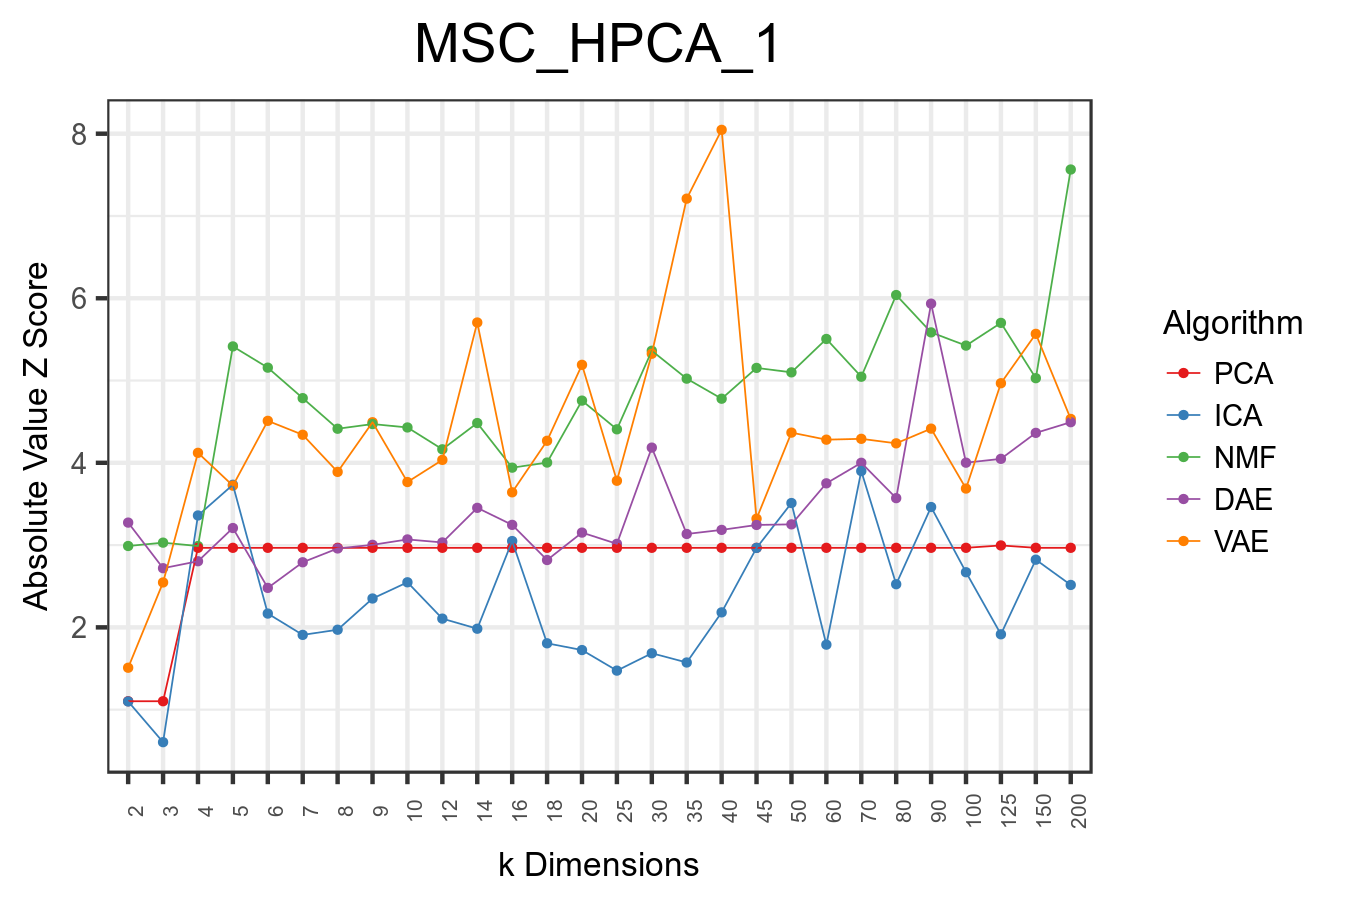 MSC_HPCA_1
Absolute Value Z Score
8
6
4
2
2 3 4 5 6 7 8 9 10 12 14 16 18 20 25 30 35 40 45 50 60 70 80 90 100 125 150 200
k Dimensions
Algorithm
PCA
ICA
NMF
DAE
VAE